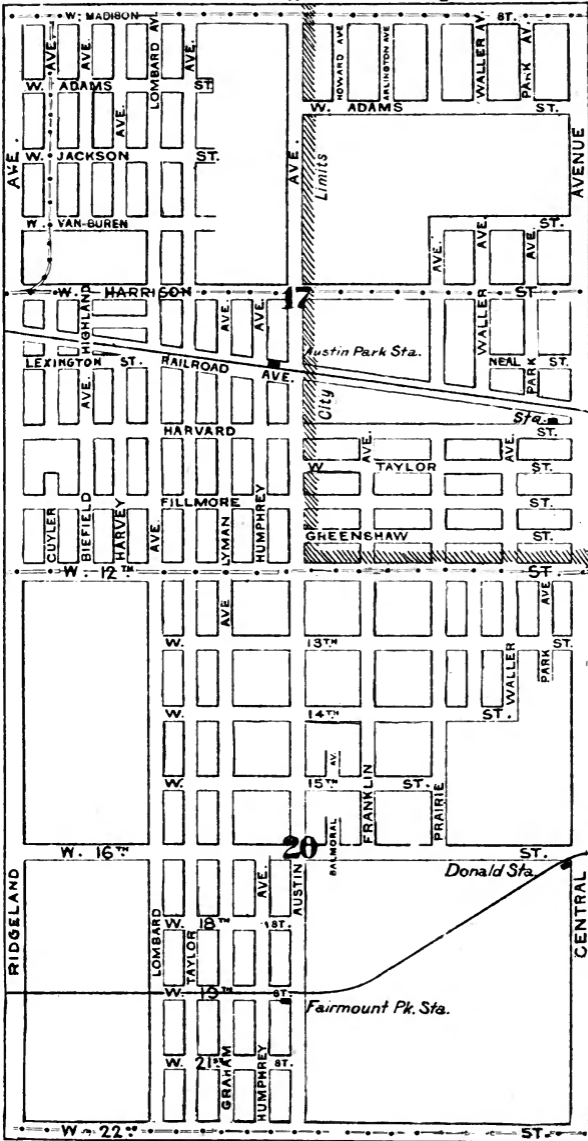 W. MADISON ST.
AVE.
AVE.
LOMBARD AV
AVE.
HOWARD AVE
ARLINGTON AVE
WALLER AV.
PARK AV.
W. ADAMS ST.
W. ADAMS ST.
AVE.
W. JACKSON ST.
AVE.
AVE.
Limits
AVENUE
W. VAN-BUREN
ST.
AVE.
AVE.
AVE.
W. HARRISON 17 ST
HIGHLAND
AVE.
AVE.
WALLER
Austin Park Sta.
LEXINGTON ST.
RAILROAD AVE.
NEAL ST.
PARK
AVE.
City
Sta.
HARVARD
ST.
AVE.
AVE.
W TAYLOR ST.
FILLMORE
ST.
CUYLER
BIEFIELD
HARVEY
AVE.
LYMAN
HUMPHREY
GREENSHAW ST.
W. 12TH ST.
AVE
AVE
W. 13TH ST.
WALLER
PARK
W. 14TH ST.
AV.
W. 15TH ST.
BALMORAL
FRANKLIN
PRAIRIE
W. 16TH 20 ST.
Donald Sta.
RIDGELAND
AVE.
AUSTIN
CENTRAL
LOMBARD
TAYLOR
W. 18TH ST.
W. 19TH ST.
Fairmount Pk. Sta.
W. 21ST ST.
GRAHAM
HUMPHREY
W. 22ND ST.